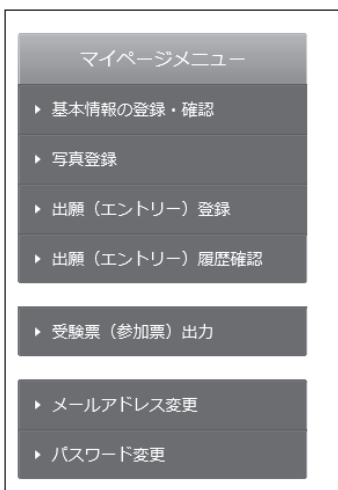 マイページメニュー
基本情報の登録・確認
写真登録
出願（エントリー）登録
出願（エントリー）履歴確認
受験票（参加票）出力
メールアドレス変更
パスワード変更